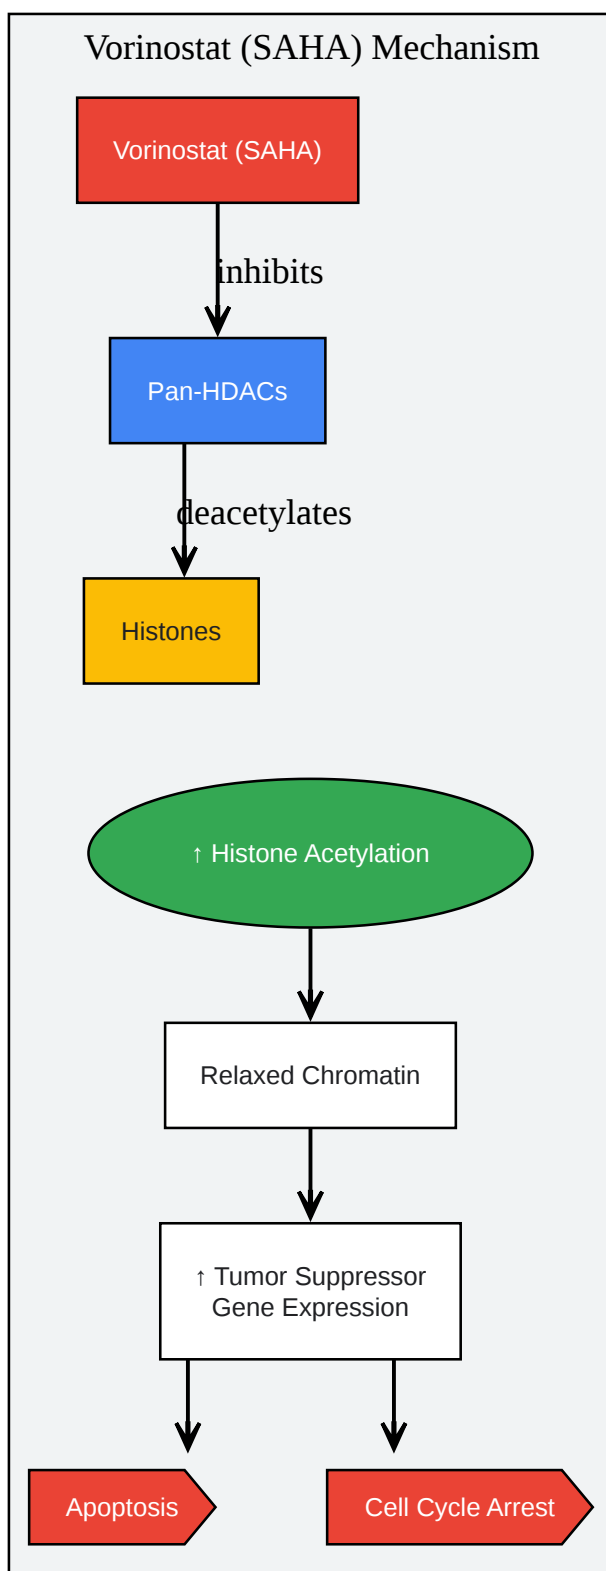 Vorinostat (SAHA) Mechanism
Vorinostat (SAHA)
inhibits
Pan-HDACs
deacetylates
Histones
↑ Histone Acetylation
Relaxed Chromatin
↑ Tumor Suppressor
Gene Expression
Apoptosis
Cell Cycle Arrest